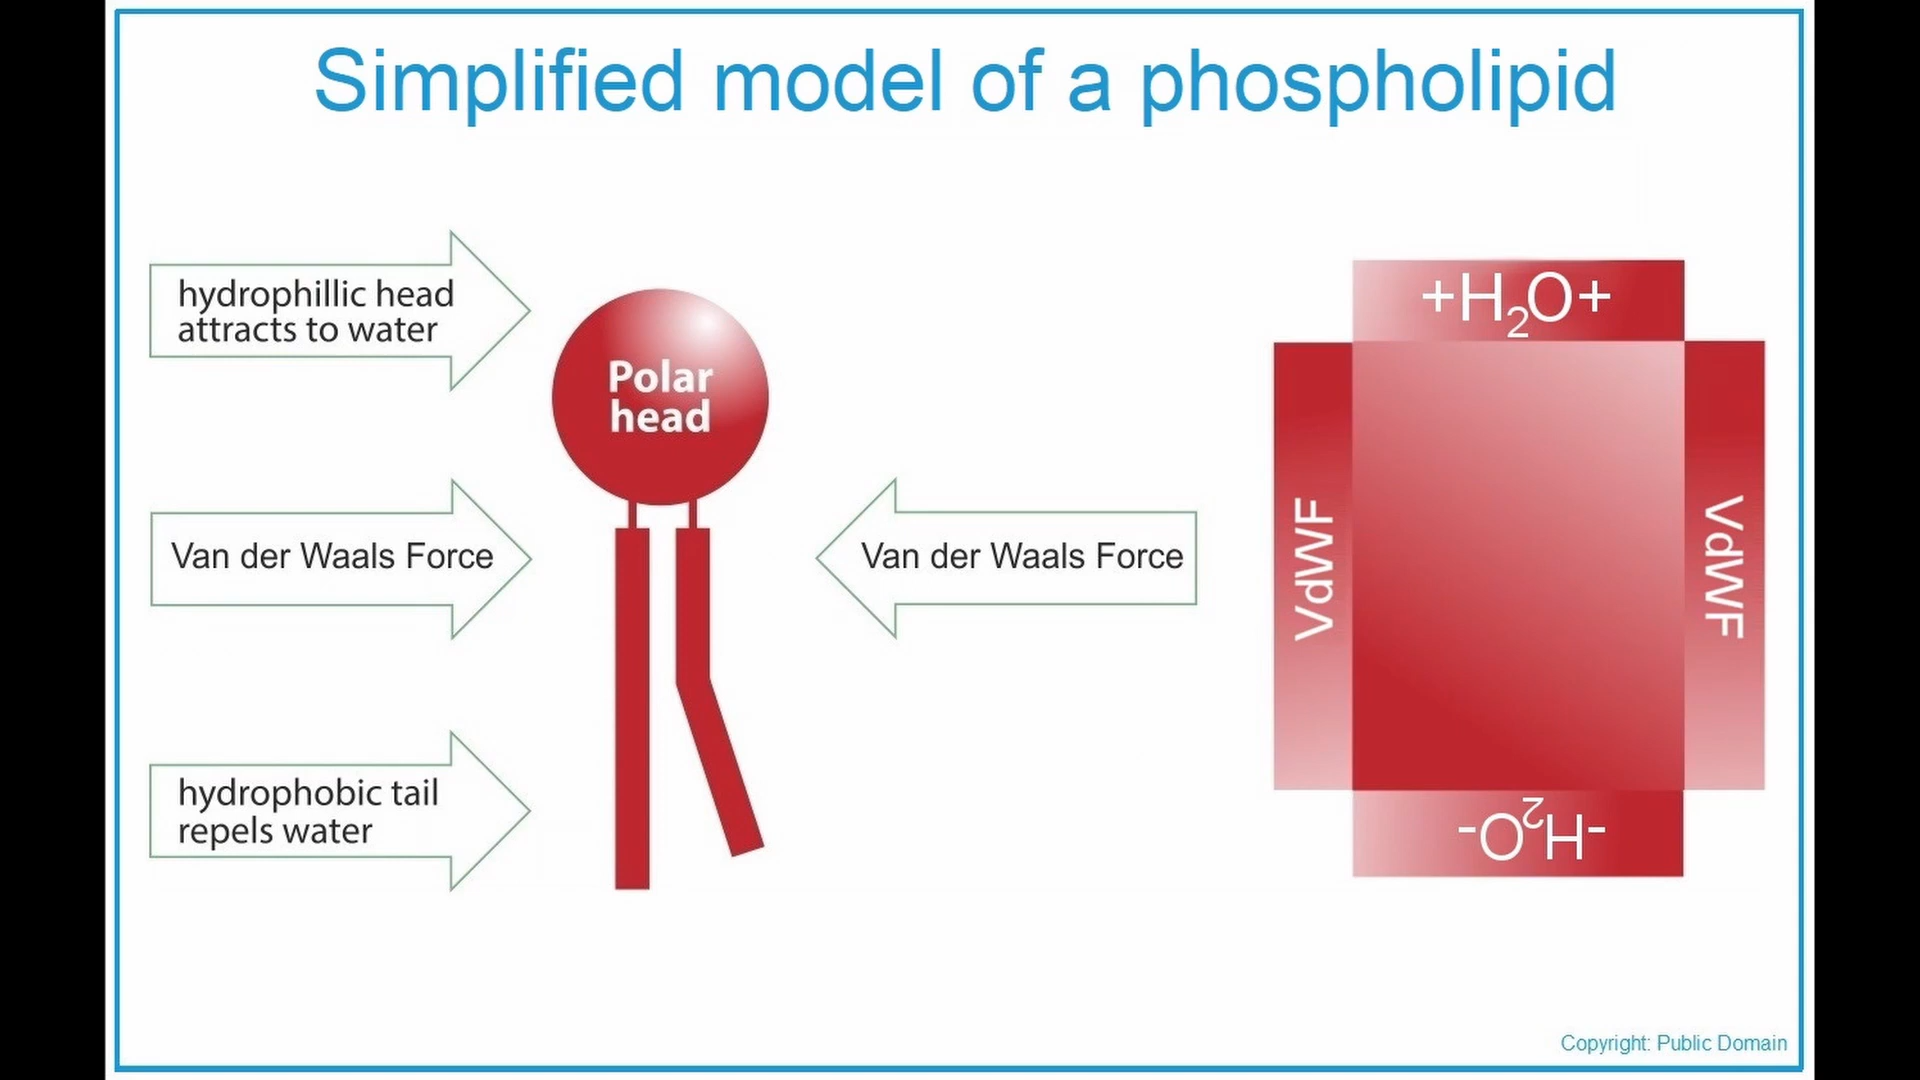 Simplified model of a phospholipid
hydrophillic head
attracts to water
Polar
head
Van der Waals Force
Van der Waals Force
hydrophobic tail
repels water
+H₂O+
VdWF
VdWF
-H₂O-
Copyright: Public Domain